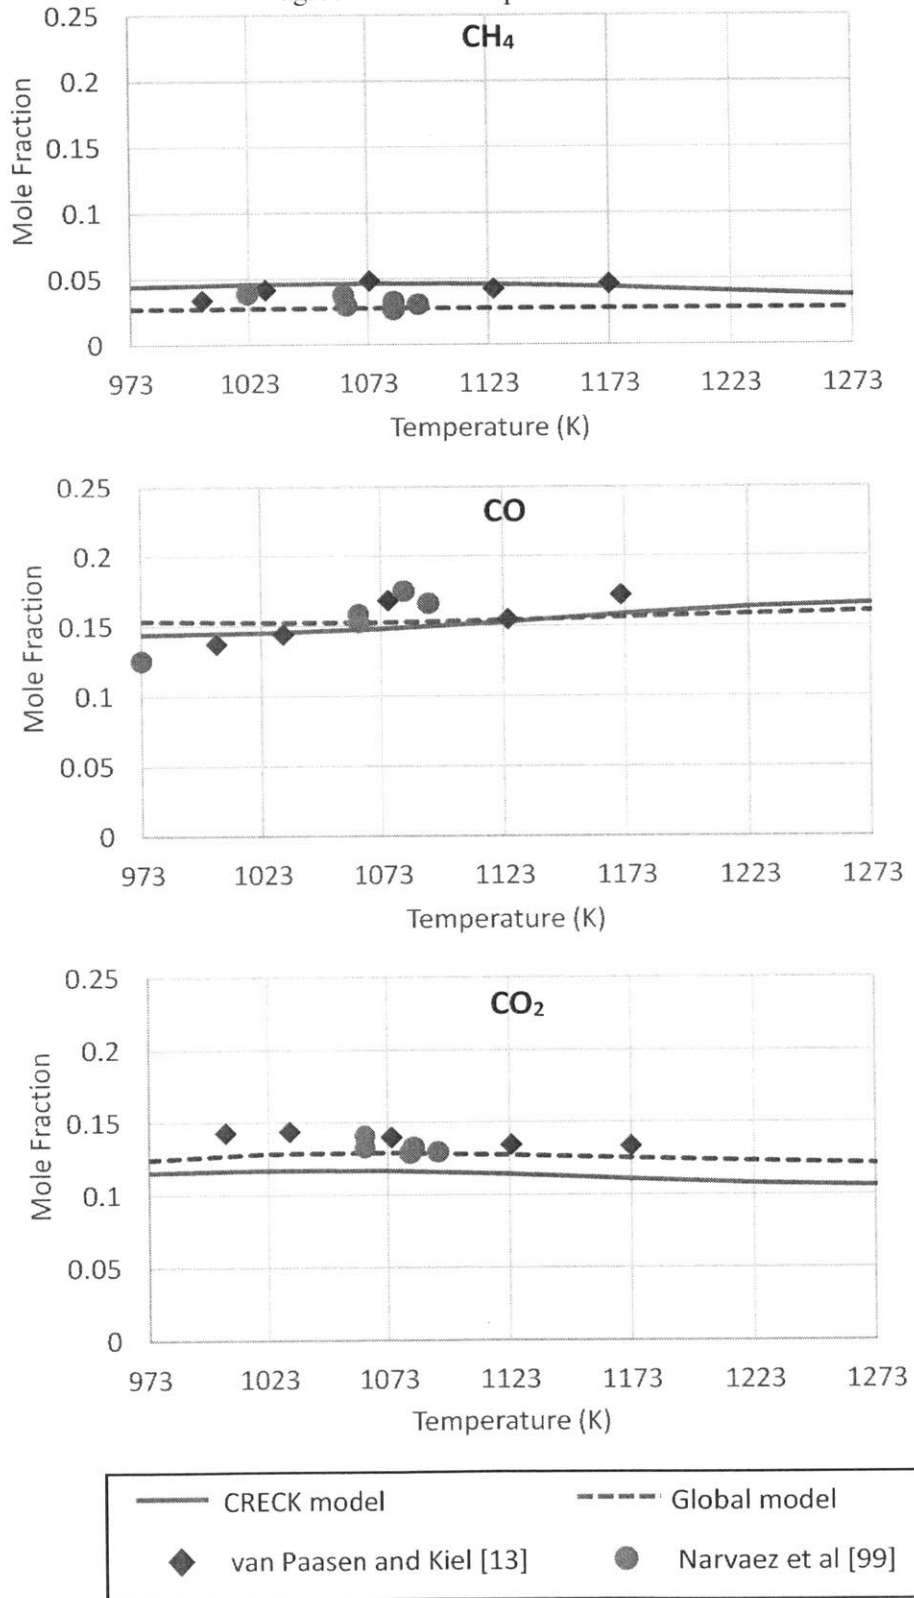 CH₄
0.25
0.2
0.15
0.1
0.05
0
Mole Fraction
973 1023 1073 1123 1173 1223 1273
Temperature (K)
CO
0.25
0.2
0.15
0.1
0.05
0
Mole Fraction
973 1023 1073 1123 1173 1223 1273
Temperature (K)
CO₂
0.25
0.2
0.15
0.1
0.05
0
Mole Fraction
973 1023 1073 1123 1173 1223 1273
Temperature (K)
CRECK model Global model
van Paasen and Kiel [13] Narvaez et al [99]